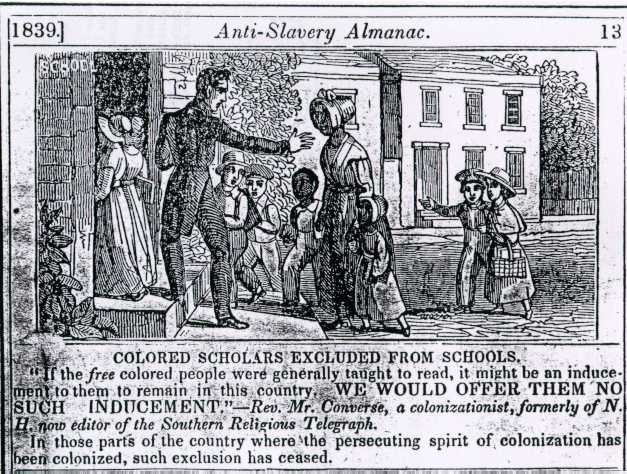 [1839.] Anti-Slavery Almanac. 13
SCHOOL
COLORED SCHOLARS EXCLUDED FROM SCHOOLS.
"If the free colored people were generally taught to read, it might be an induce-
ment to them to remain in this country. WE WOULD OFFER THEM NO
SUCH INDUCEMENT."—Rev. Mr. Converse, a colonizationist, formerly of N.
H. now editor of the Southern Religious Telegraph.
In those parts of the country where the persecuting spirit of colonization has
been colonized, such exclusion has ceased.